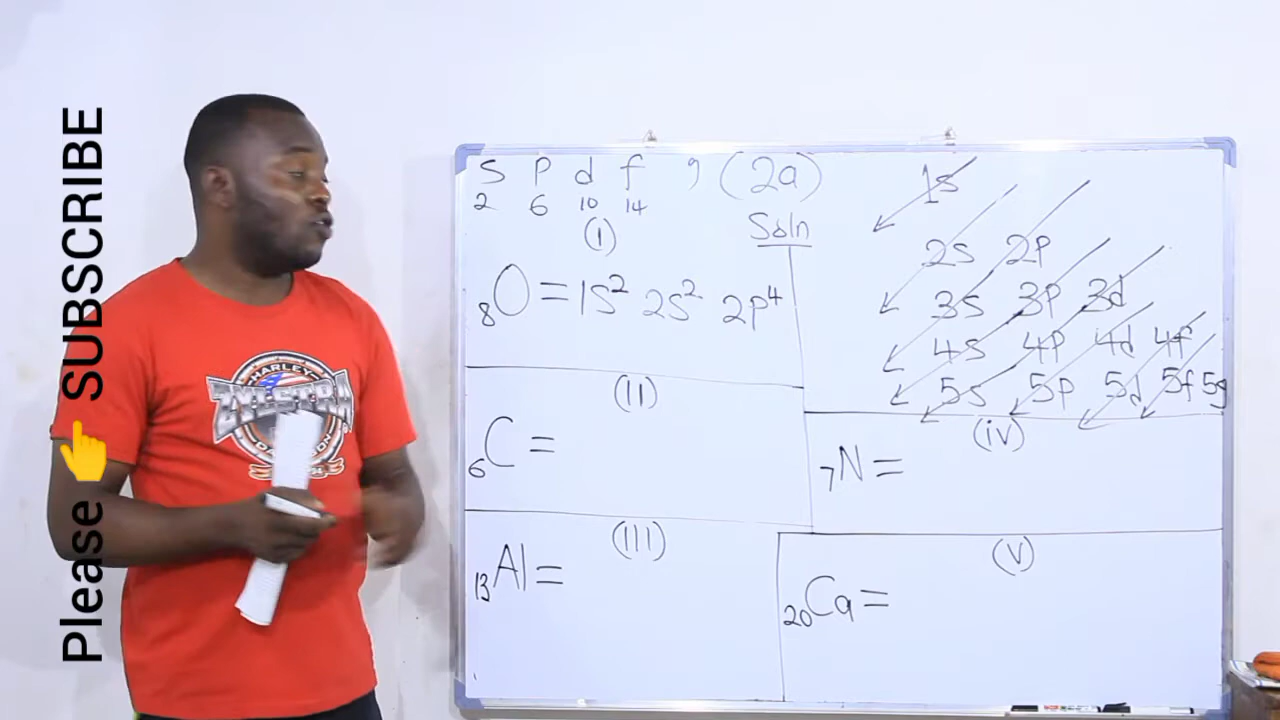 Please 👆 SUBSCRIBE
HARLEY
S P d f , (2a)
2 6 10 14
Soln
(I)
₈O = 1S² 2S² 2P⁴
(II)
₆C =
(III)
₁₃Al =
1s
2s 2p
3s 3p 3d
4s 4p 4d 4f
5s 5p 5d 5f 5g
(iv)
₇N =
(v)
₂₀Ca =